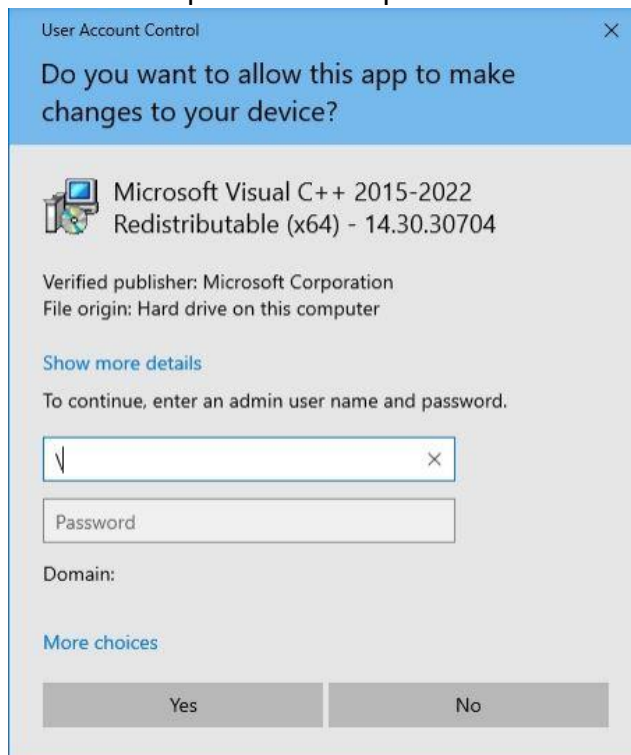 User Account Control
Do you want to allow this app to make
changes to your device?
Microsoft Visual C++ 2015-2022
Redistributable (x64) - 14.30.30704
Verified publisher: Microsoft Corporation
File origin: Hard drive on this computer
Show more details
To continue, enter an admin user name and password.
\
Password
Domain:
More choices
Yes No